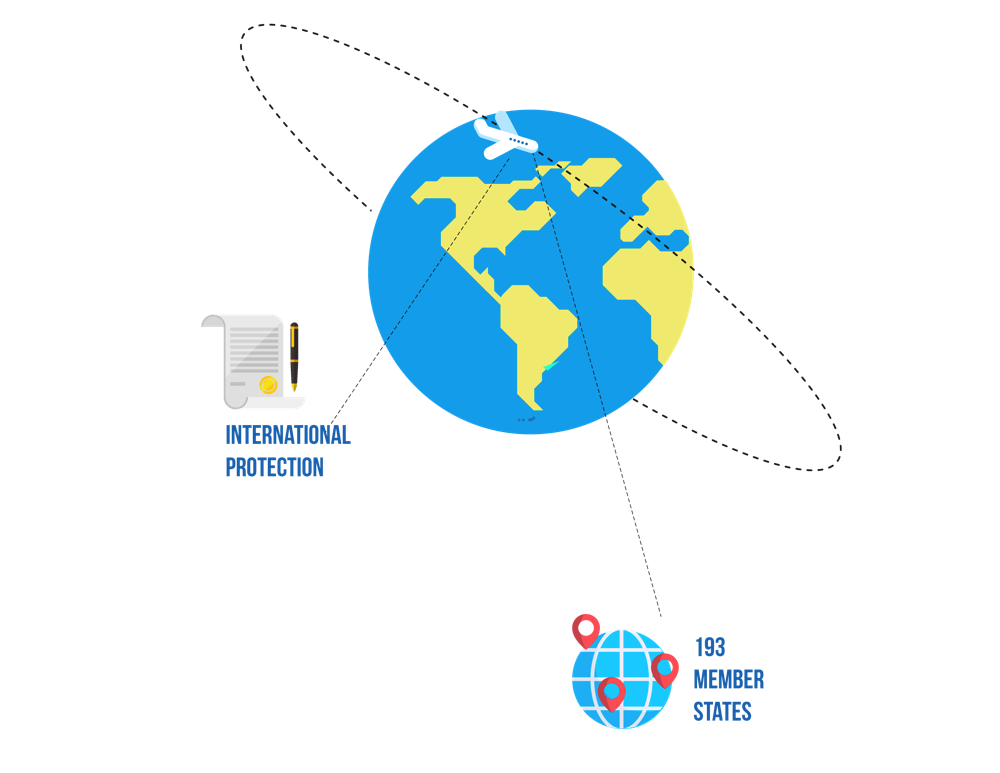 INTERNATIONAL
PROTECTION
193
MEMBER
STATES